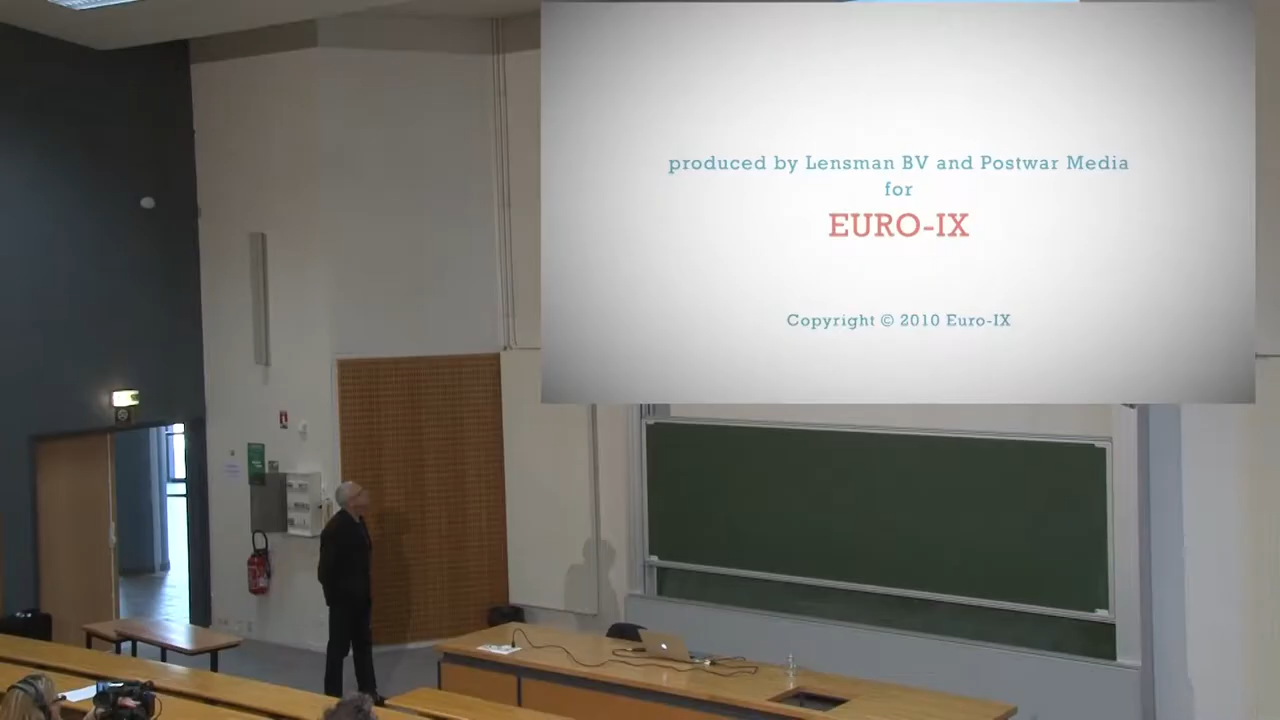 produced by Lensman BV and Postwar Media
for
EURO-IX
Copyright © 2010 Euro-IX